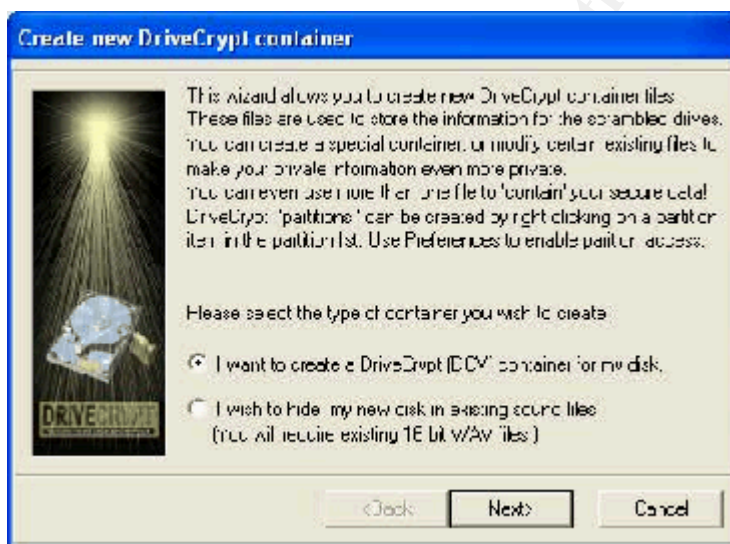 Create new DriveCrypt container
This wizard allows you to create new DriveCrypt container files.
These files are used to store the information for the scrambled drives.
You can create a special container, or modify certain existing files to
make your private information even more private.
You can even use more than one file to 'contain' your secure data!
DriveCrypt 'partitions' can be created by right clicking on a partition
item in the partition list. Use Preferences to enable partition access.
Please select the type of container you wish to create
I want to create a DriveCrypt (DCV) container for my disk.
I wish to hide my new disk in existing sound files
(You will require existing 16 bit WAV files.)
DRIVECRYPT
<Back
Next>
Cancel